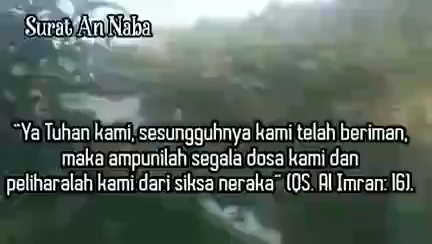 Surat An Naba
"Ya Tuhan kami, sesungguhnya kami telah beriman,
maka ampunilah segala dosa kami dan
peliharalah kami dari siksa neraka" (QS. Al Imran: 16).